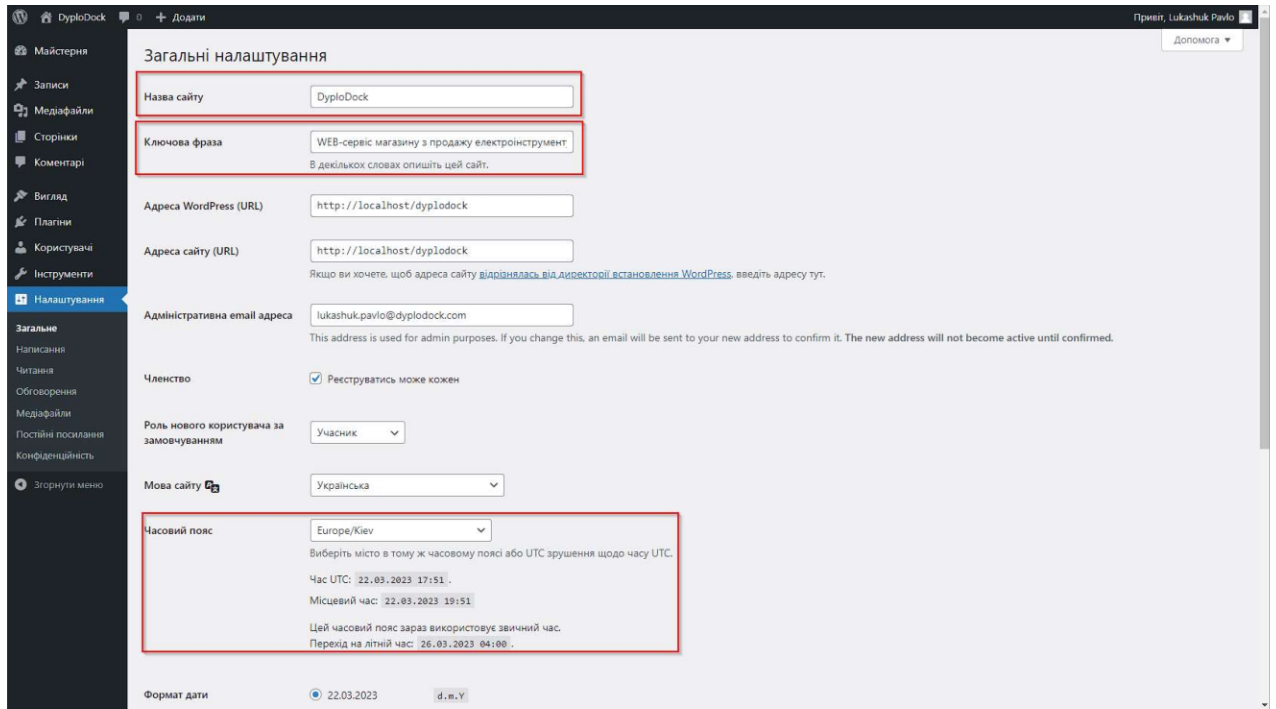 DyploDock 0 + Додати
Привіт, Lukashuk Pavlo
Допомога
Майстерня
Записи
Медіафайли
Сторінки
Коментарі
Вигляд
Плагіни
Користувачі
Інструменти
Налаштування
Загальне
Написання
Читання
Обговорення
Медіафайли
Постійні посилання
Конфіденційність
Згорнути меню
Загальні налаштування
Назва сайту
DyploDock
Ключова фраза
WEB-сервіс магазину з продажу електроінструмент
В декількох словах опишіть цей сайт.
Адреса WordPress (URL)
http://localhost/dyplodock
Адреса сайту (URL)
http://localhost/dyplodock
Якщо ви хочете, щоб адреса сайту відрізнялась від директорії встановлення WordPress, введіть адресу тут.
Адміністративна email адреса
lukashuk.pavlo@dyplodock.com
This address is used for admin purposes. If you change this, an email will be sent to your new address to confirm it. The new address will not become active until confirmed.
Членство
Реєструватись може кожен
Роль нового користувача за
замовчуванням
Учасник
Мова сайту
Українська
Часовий пояс
Europe/Kiev
Виберіть місто в тому ж часовому поясі або UTC зрушення щодо часу UTC.
Час UTC: 22.03.2023 17:51 .
Місцевий час: 22.03.2023 19:51
Цей часовий пояс зараз використовує звичний час.
Перехід на літній час: 26.03.2023 04:00 .
Формат дати
22.03.2023
d.m.Y